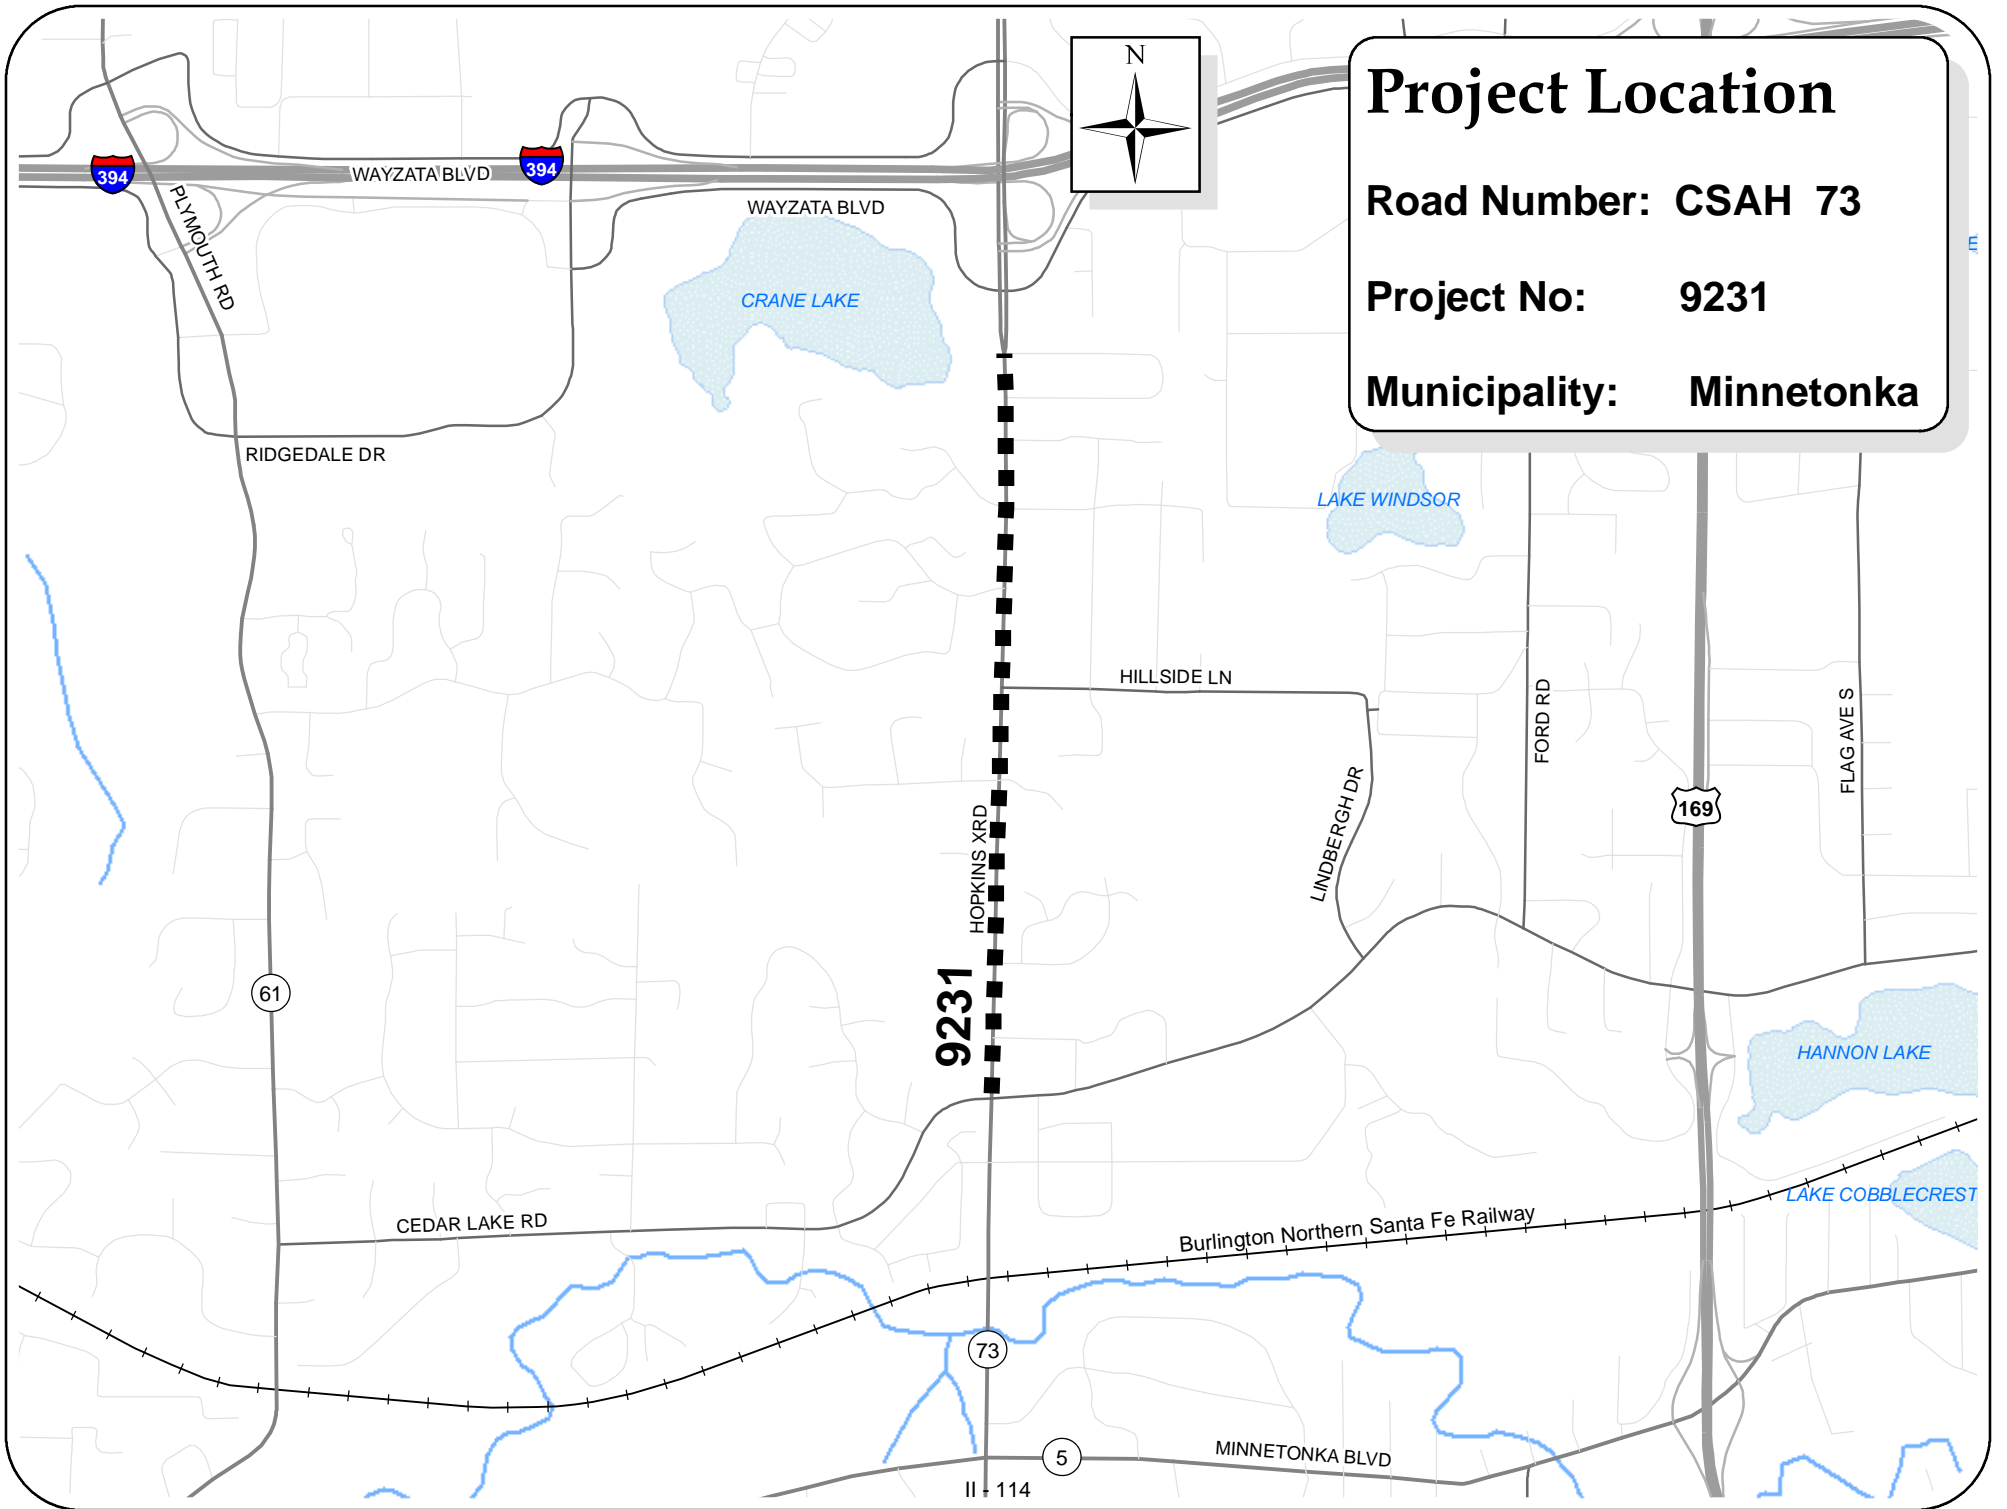 N
Project Location
Road Number: CSAH 73
Project No: 9231
Municipality: Minnetonka
394
WAYZATA BLVD
394
PLYMOUTH RD
WAYZATA BLVD
CRANE LAKE
RIDGEDALE DR
LAKE WINDSOR
HILLSIDE LN
FORD RD
FLAG AVE S
LINDBERGH DR
169
HOPKINS XRD
9231
61
HANNON LAKE
LAKE COBBLECREST
CEDAR LAKE RD
Burlington Northern Santa Fe Railway
73
5
MINNETONKA BLVD
II - 114